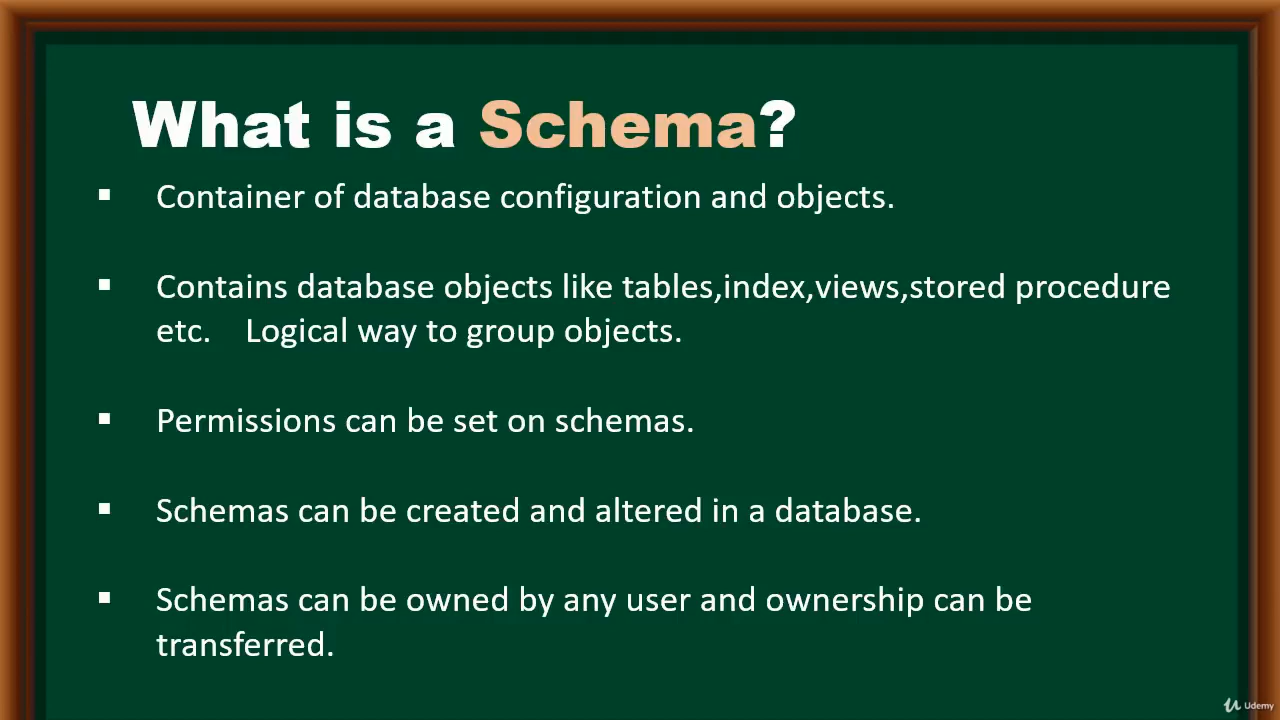 What is a Schema?
▪ Container of database configuration and objects.
▪ Contains database objects like tables,index,views,stored procedure
etc. Logical way to group objects.
▪ Permissions can be set on schemas.
▪ Schemas can be created and altered in a database.
▪ Schemas can be owned by any user and ownership can be
transferred.
Udemy